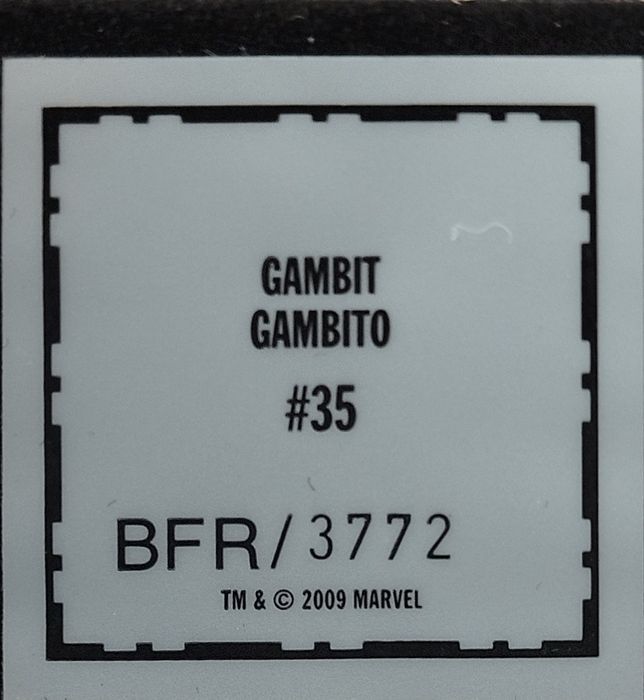 GAMBIT
GAMBITO
#35
BFR/3772
TM & © 2009 MARVEL